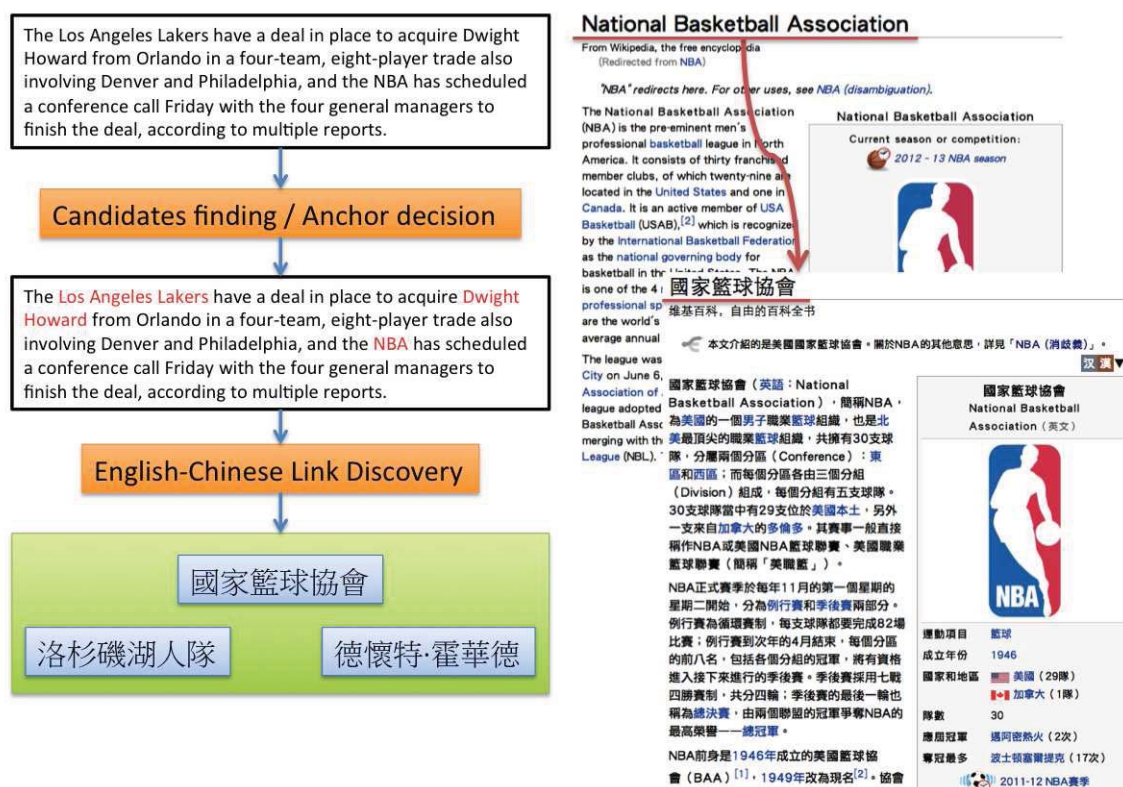 The Los Angeles Lakers have a deal in place to acquire Dwight
Howard from Orlando in a four-team, eight-player trade also
involving Denver and Philadelphia, and the NBA has scheduled
a conference call Friday with the four general managers to
finish the deal, according to multiple reports.
Candidates finding / Anchor decision
The Los Angeles Lakers have a deal in place to acquire Dwight
Howard from Orlando in a four-team, eight-player trade also
involving Denver and Philadelphia, and the NBA has scheduled
a conference call Friday with the four general managers to
finish the deal, according to multiple reports.
English-Chinese Link Discovery
國家籃球協會
洛杉磯湖人隊
德懷特·霍華德
National Basketball Association
From Wikipedia, the free encyclopedia
(Redirected from NBA)
"NBA" redirects here. For other uses, see NBA (disambiguation).
The National Basketball Association
(NBA) is the pre-eminent men's
professional basketball league in North
America. It consists of thirty franchised
member clubs, of which twenty-nine are
located in the United States and one in
Canada. It is an active member of USA
Basketball (USAB),[2] which is recognized
by the International Basketball Federation
as the national governing body for
basketball in the United States. The NBA
is one of the 4
professional sp
are the world's
average annual
The league was
City on June 6,
Association of
league adopted
Basketball Asso
merging with th
League (NBL).
National Basketball Association
Current season or competition:
2012 - 13 NBA season
國家籃球協會
維基百科，自由的百科全书
本文介紹的是美國國家籃球協會。關於NBA的其他意思，詳見「NBA (消歧義)」。
汉 漢▼
國家籃球協會（英語：National
Basketball Association），簡稱NBA，
為美國的一個男子職業籃球組織，也是北
美最頂尖的職業籃球組織，共擁有30支球
隊，分屬兩個分區（Conference）：東
區和西區；而每個分區各由三個分組
（Division）組成，每個分組有五支球隊。
30支球隊當中有29支位於美國本土，另外
一支來自加拿大的多倫多。其賽事一般直接
稱作NBA或美國NBA籃球聯賽、美國職業
籃球聯賽（簡稱「美職籃」）。
NBA正式賽季於每年11月的第一個星期的
星期二開始，分為例行賽和季後賽兩部分。
例行賽為循環賽制，每支球隊都要完成82場
比賽；例行賽到次年的4月結束，每個分區
的前八名，包括各個分組的冠軍，將有資格
進入接下來進行的季後賽。季後賽採用七戰
四勝賽制，共分四輪；季後賽的最後一輪也
稱為總決賽，由兩個聯盟的冠軍爭奪NBA的
最高榮譽——總冠軍。
NBA前身是1946年成立的美國籃球協
會（BAA）[1]，1949年改為現名[2]。協會
國家籃球協會
National Basketball
Association（英文）
NBA
運動項目 籃球
成立年份 1946
國家和地區 美國（29隊）
加拿大（1隊）
隊數 30
應屆冠軍 邁阿密熱火（2次）
奪冠最多 波士頓塞爾提克（17次）
2011-12 NBA賽季